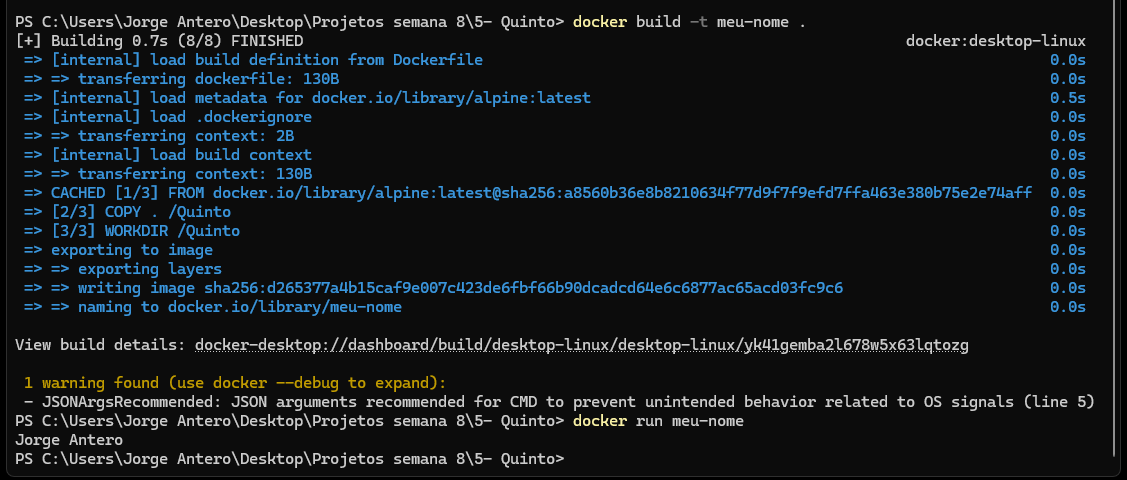 PS C:\Users\Jorge Antero\Desktop\Projetos semana 8\5- Quinto> docker build -t meu-nome .
[+] Building 0.7s (8/8) FINISHED docker:desktop-linux
=> [internal] load build definition from Dockerfile 0.0s
=> => transferring dockerfile: 130B 0.0s
=> [internal] load metadata for docker.io/library/alpine:latest 0.5s
=> [internal] load .dockerignore 0.0s
=> => transferring context: 2B 0.0s
=> [internal] load build context 0.0s
=> => transferring context: 130B 0.0s
=> CACHED [1/3] FROM docker.io/library/alpine:latest@sha256:a8560b36e8b8210634f77d9f7f9efd7ffa463e380b75e2e74aff 0.0s
=> [2/3] COPY . /Quinto 0.0s
=> [3/3] WORKDIR /Quinto 0.0s
=> exporting to image 0.0s
=> => exporting layers 0.0s
=> => writing image sha256:d265377a4b15caf9e007c423de6fbf66b90dcadcd64e6c6877ac65acd03fc9c6 0.0s
=> => naming to docker.io/library/meu-nome 0.0s
View build details: docker-desktop://dashboard/build/desktop-linux/desktop-linux/yk41gemba2l678w5x63lqtozg
1 warning found (use docker --debug to expand):
- JSONArgsRecommended: JSON arguments recommended for CMD to prevent unintended behavior related to OS signals (line 5)
PS C:\Users\Jorge Antero\Desktop\Projetos semana 8\5- Quinto> docker run meu-nome
Jorge Antero
PS C:\Users\Jorge Antero\Desktop\Projetos semana 8\5- Quinto>